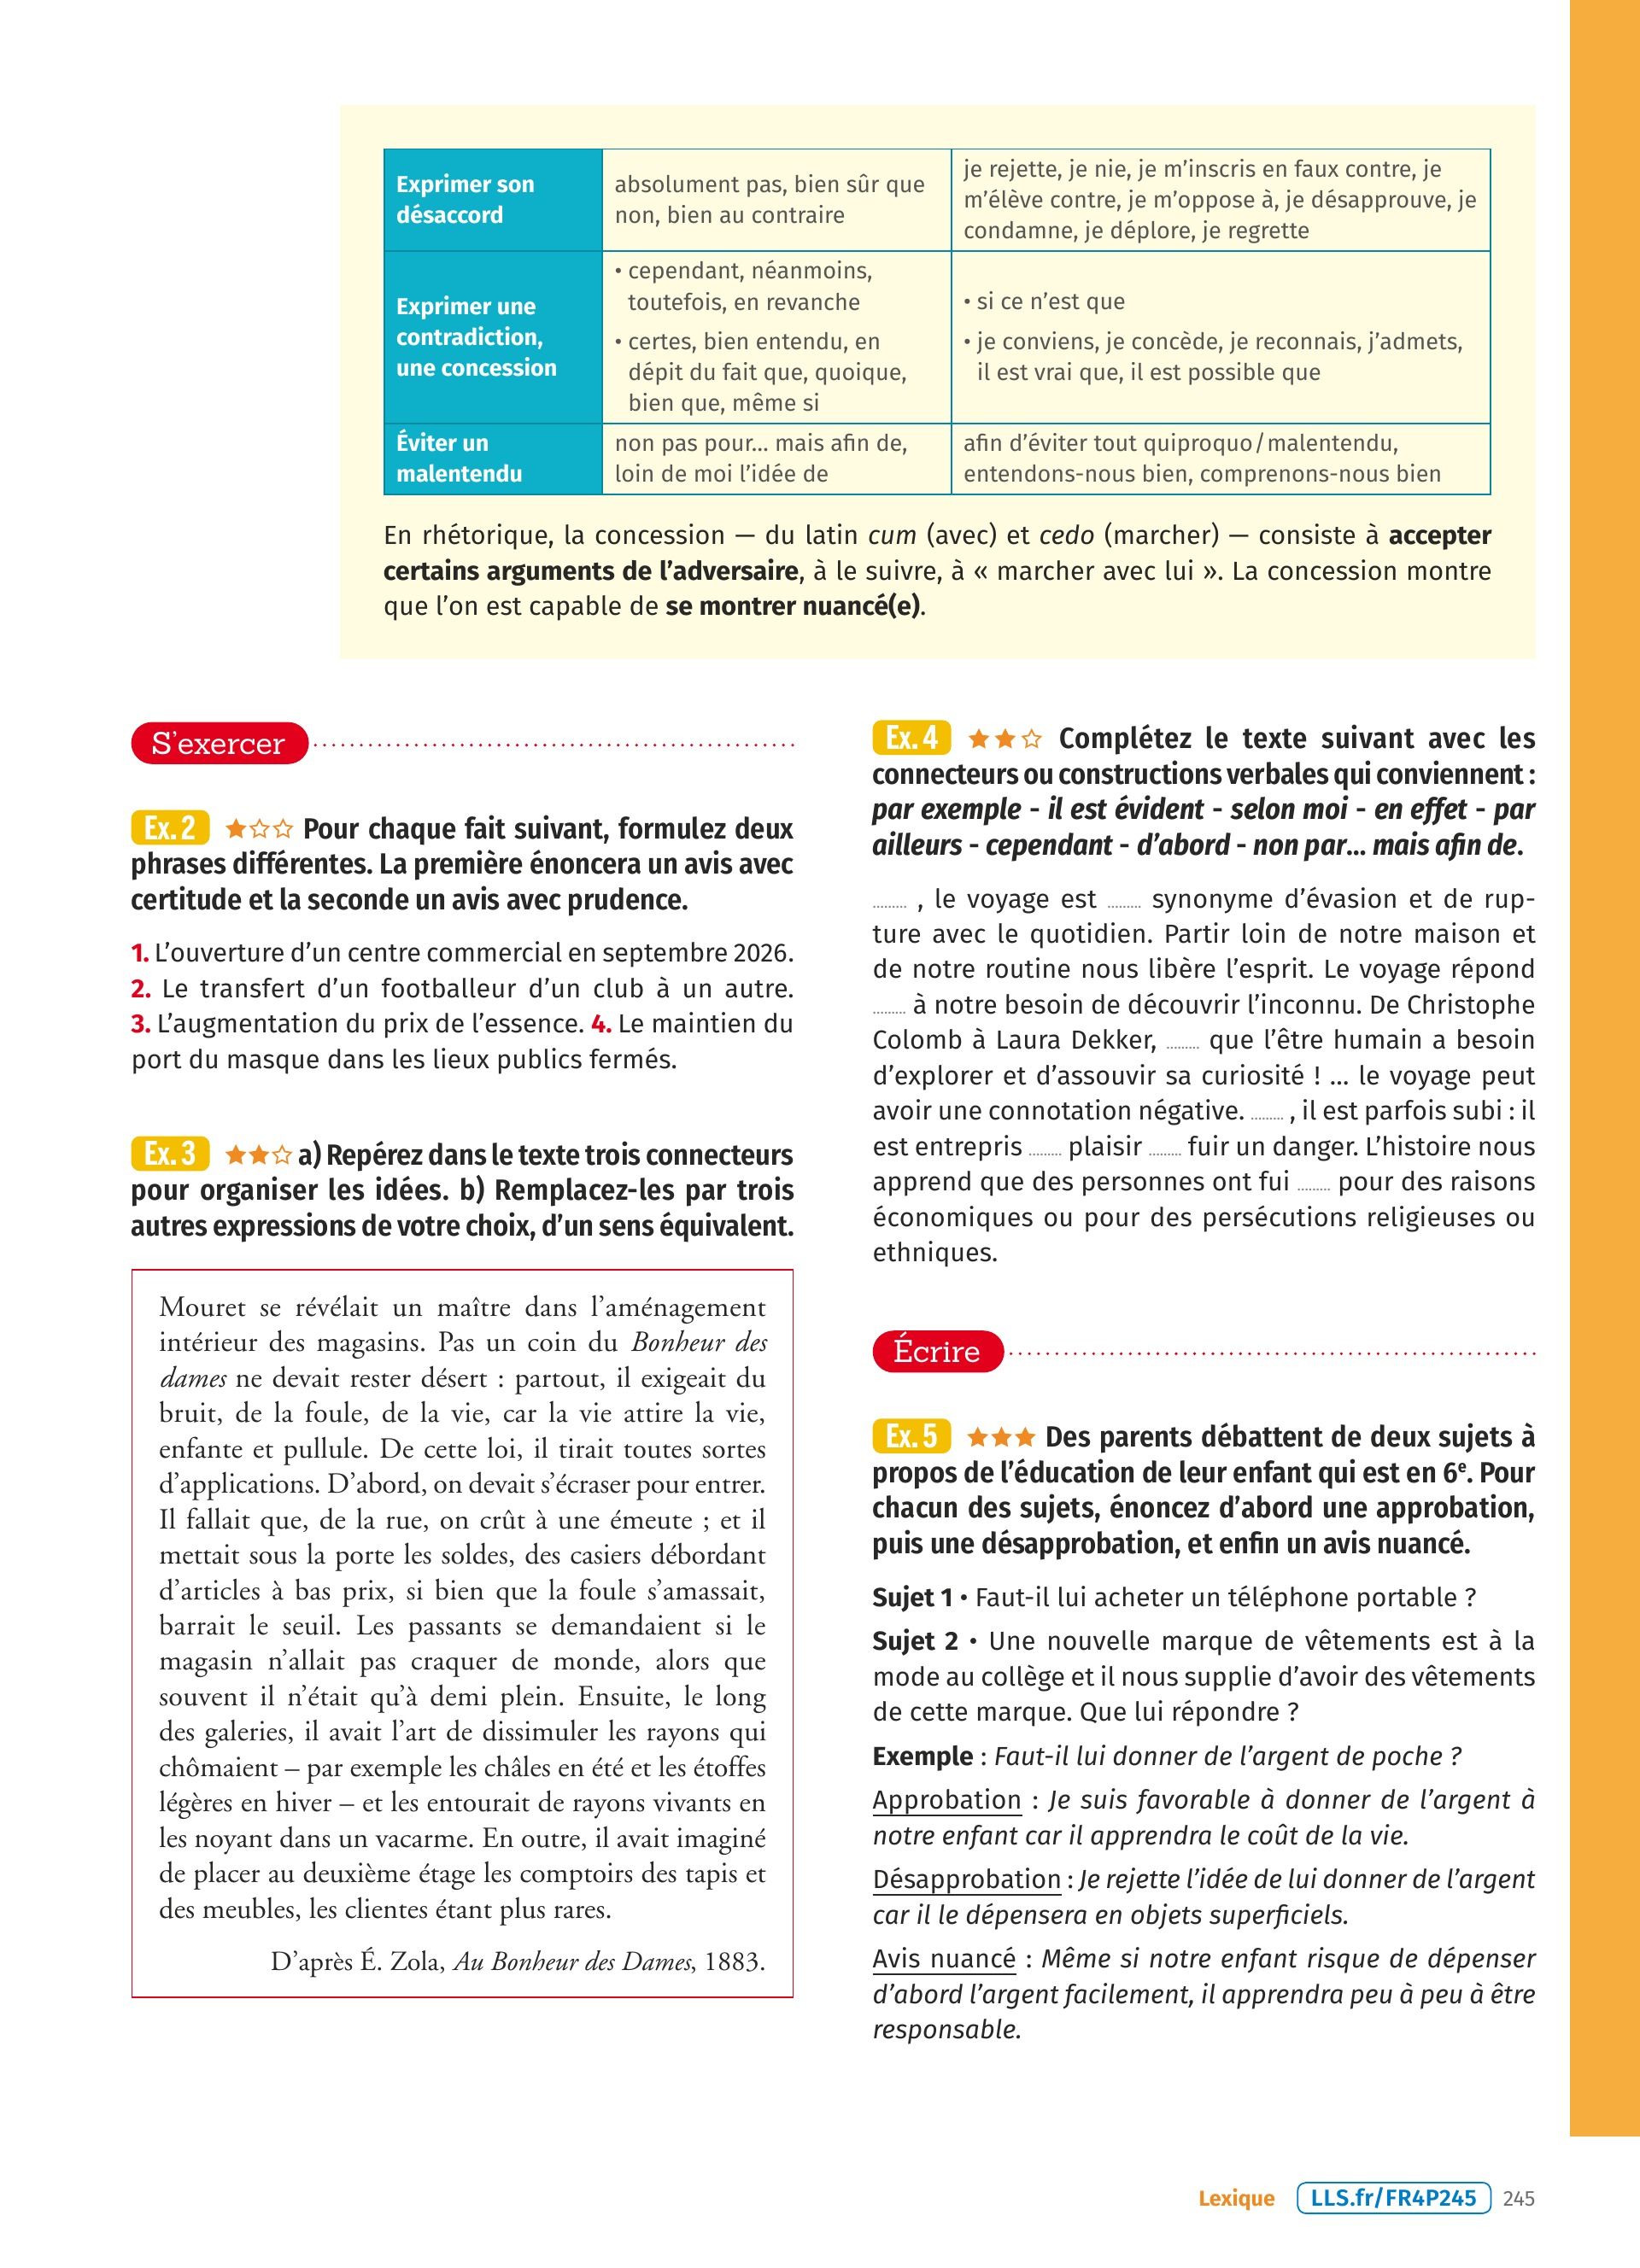 Exprimer son
désaccord
absolument pas, bien sûr que
non, bien au contraire
je rejette, je nie, je m’inscris en faux contre, je
m’élève contre, je m’oppose à, je désapprouve, je
condamne, je déplore, je regrette
Exprimer une
contradiction,
une concession
• cependant, néanmoins,
toutefois, en revanche
• certes, bien entendu, en
dépit du fait que, quoique,
bien que, même si
• si ce n’est que
• je conviens, je concède, je reconnais, j’admets,
il est vrai que, il est possible que
Éviter un
malentendu
non pas pour… mais afin de,
loin de moi l’idée de
afin d’éviter tout quiproquo / malentendu,
entendons-nous bien, comprenons-nous bien
En rhétorique, la concession — du latin cum (avec) et cedo (marcher) — consiste à accepter
certains arguments de l’adversaire, à le suivre, à « marcher avec lui ». La concession montre
que l’on est capable de se montrer nuancé(e).
S’exercer
Ex. 2 ★☆☆ Pour chaque fait suivant, formulez deux
phrases différentes. La première énoncera un avis avec
certitude et la seconde un avis avec prudence.
1. L’ouverture d’un centre commercial en septembre 2026.
2. Le transfert d’un footballeur d’un club à un autre.
3. L’augmentation du prix de l’essence. 4. Le maintien du
port du masque dans les lieux publics fermés.
Ex. 3 ★★☆ a) Repérez dans le texte trois connecteurs
pour organiser les idées. b) Remplacez-les par trois
autres expressions de votre choix, d’un sens équivalent.
Mouret se révélait un maître dans l’aménagement
intérieur des magasins. Pas un coin du Bonheur des
dames ne devait rester désert : partout, il exigeait du
bruit, de la foule, de la vie, car la vie attire la vie,
enfante et pullule. De cette loi, il tirait toutes sortes
d’applications. D’abord, on devait s’écraser pour entrer.
Il fallait que, de la rue, on crût à une émeute ; et il
mettait sous la porte les soldes, des casiers débordant
d’articles à bas prix, si bien que la foule s’amassait,
barrait le seuil. Les passants se demandaient si le
magasin n’allait pas craquer de monde, alors que
souvent il n’était qu’à demi plein. Ensuite, le long
des galeries, il avait l’art de dissimuler les rayons qui
chômaient – par exemple les châles en été et les étoffes
légères en hiver – et les entourait de rayons vivants en
les noyant dans un vacarme. En outre, il avait imaginé
de placer au deuxième étage les comptoirs des tapis et
des meubles, les clientes étant plus rares.
D’après É. Zola, Au Bonheur des Dames, 1883.
Ex. 4 ★★☆ Complétez le texte suivant avec les
connecteurs ou constructions verbales qui conviennent :
par exemple - il est évident - selon moi - en effet - par
ailleurs - cependant - d’abord - non par… mais afin de.
......... , le voyage est ......... synonyme d’évasion et de rup-
ture avec le quotidien. Partir loin de notre maison et
de notre routine nous libère l’esprit. Le voyage répond
......... à notre besoin de découvrir l’inconnu. De Christophe
Colomb à Laura Dekker, ......... que l’être humain a besoin
d’explorer et d’assouvir sa curiosité ! … le voyage peut
avoir une connotation négative. ......... , il est parfois subi : il
est entrepris ......... plaisir ......... fuir un danger. L’histoire nous
apprend que des personnes ont fui ......... pour des raisons
économiques ou pour des persécutions religieuses ou
ethniques.
Écrire
Ex. 5 ★★★ Des parents débattent de deux sujets à
propos de l’éducation de leur enfant qui est en 6e. Pour
chacun des sujets, énoncez d’abord une approbation,
puis une désapprobation, et enfin un avis nuancé.
Sujet 1 • Faut-il lui acheter un téléphone portable ?
Sujet 2 • Une nouvelle marque de vêtements est à la
mode au collège et il nous supplie d’avoir des vêtements
de cette marque. Que lui répondre ?
Exemple : Faut-il lui donner de l’argent de poche ?
Approbation : Je suis favorable à donner de l’argent à
notre enfant car il apprendra le coût de la vie.
Désapprobation : Je rejette l’idée de lui donner de l’argent
car il le dépensera en objets superficiels.
Avis nuancé : Même si notre enfant risque de dépenser
d’abord l’argent facilement, il apprendra peu à peu à être
responsable.
Lexique LLS.fr/FR4P245 245